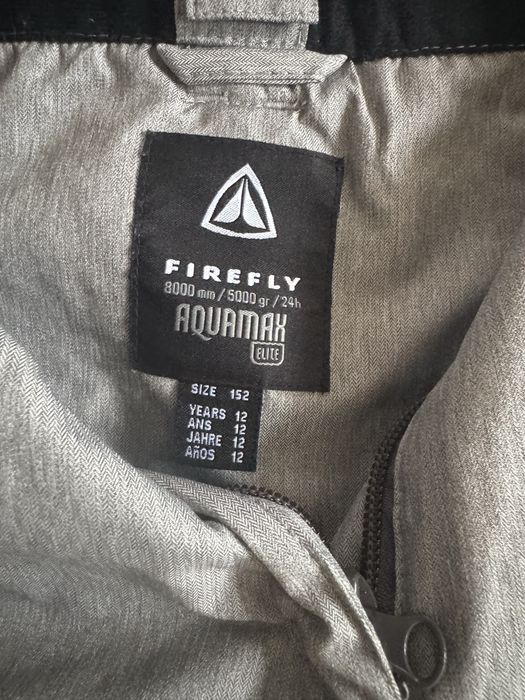 FIREFLY
8000 mm / 5000 gr / 24h
AQUAMAX
ELITE
SIZE 152
YEARS 12
ANS 12
JAHRE 12
AÑOS 12